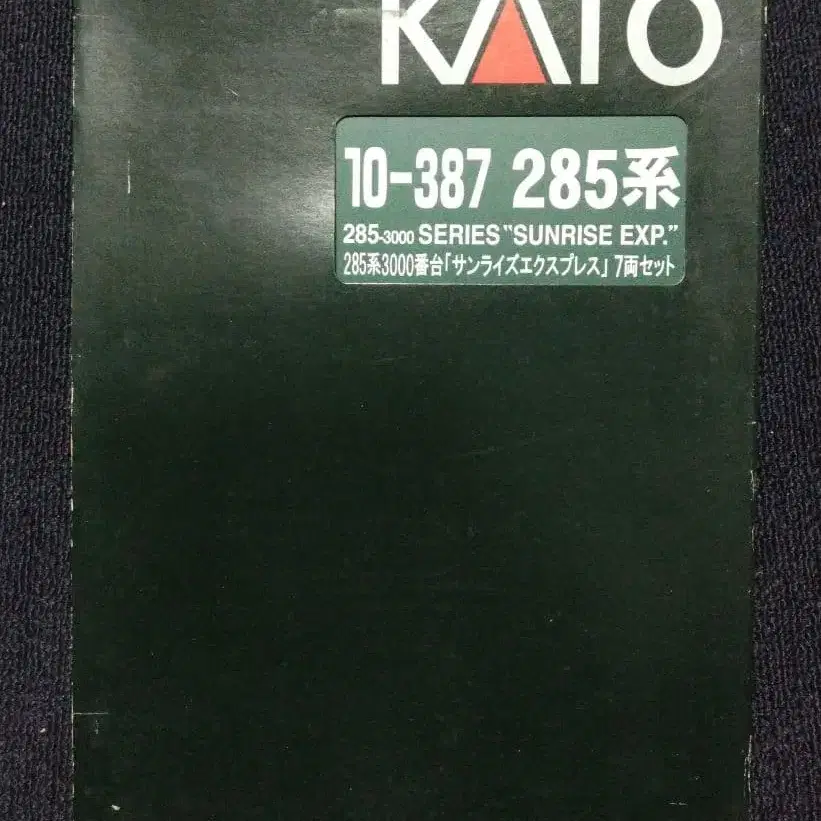 KATO
10-387 285系
285-3000 SERIES "SUNRISE EXP."
285系3000番台「サンライズエクスプレス」 7両セット